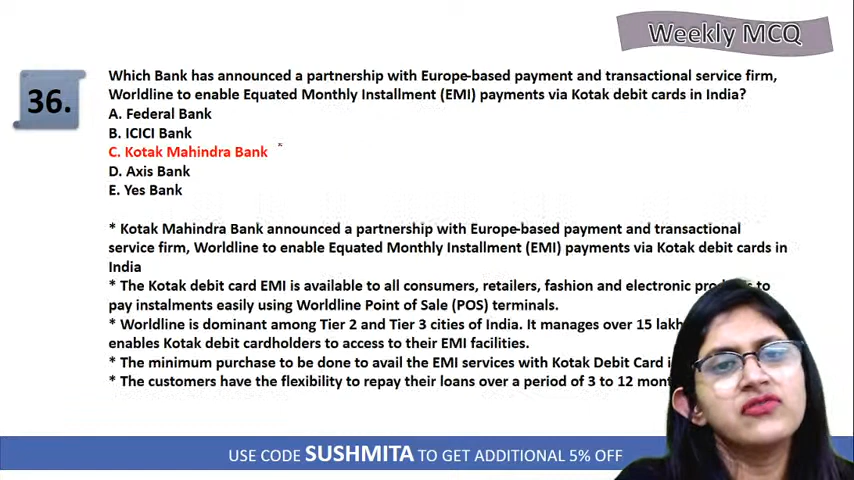 Weekly MCQ
36.
Which Bank has announced a partnership with Europe-based payment and transactional service firm,
Worldline to enable Equated Monthly Installment (EMI) payments via Kotak debit cards in India?
A. Federal Bank
B. ICICI Bank
C. Kotak Mahindra Bank
D. Axis Bank
E. Yes Bank
* Kotak Mahindra Bank announced a partnership with Europe-based payment and transactional
service firm, Worldline to enable Equated Monthly Installment (EMI) payments via Kotak debit cards in
India
* The Kotak debit card EMI is available to all consumers, retailers, fashion and electronic to
pay instalments easily using Worldline Point of Sale (POS) terminals.
* Worldline is dominant among Tier 2 and Tier 3 cities of India. It manages over 15
enables Kotak debit cardholders to access to their EMI facilities.
* The minimum purchase to be done to avail the EMI services with Kotak Debit Card
* The customers have the flexibility to repay their loans over a period of 3 to 12
USE CODE SUSHMITA TO GET ADDITIONAL 5% OFF